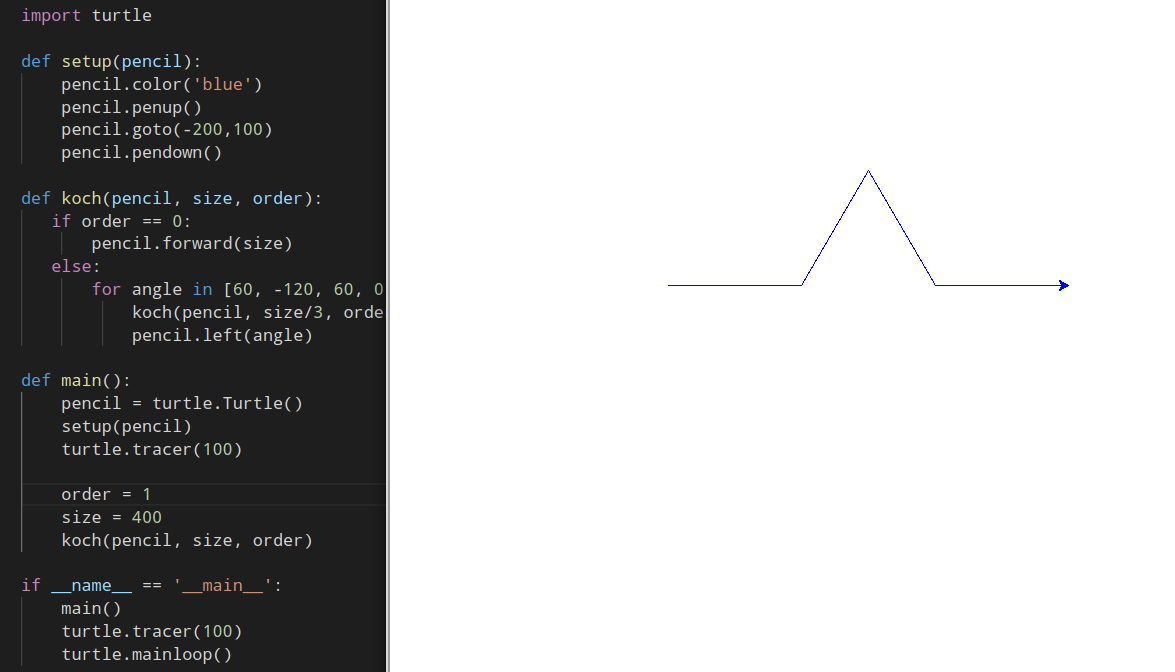 import turtle
def setup(pencil):
    pencil.color('blue')
    pencil.penup()
    pencil.goto(-200,100)
    pencil.pendown()
def koch(pencil, size, order):
   if order == 0:
       pencil.forward(size)
   else:
       for angle in [60, -120, 60, 0
           koch(pencil, size/3, orde
           pencil.left(angle)
def main():
    pencil = turtle.Turtle()
    setup(pencil)
    turtle.tracer(100)
    order = 1
    size = 400
    koch(pencil, size, order)
if __name__ == '__main__':
    main()
    turtle.tracer(100)
    turtle.mainloop()